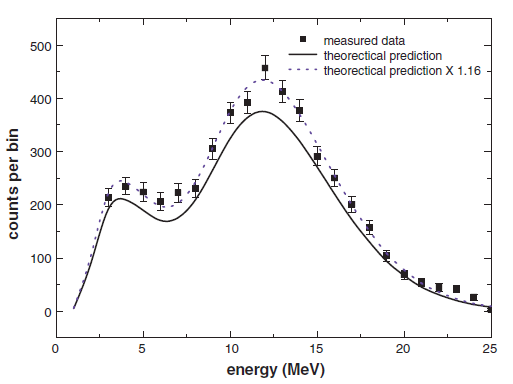 measured data
theorectical prediction
theorectical prediction X 1.16
500
400
300
200
100
0
counts per bin
0 5 10 15 20 25
energy (MeV)